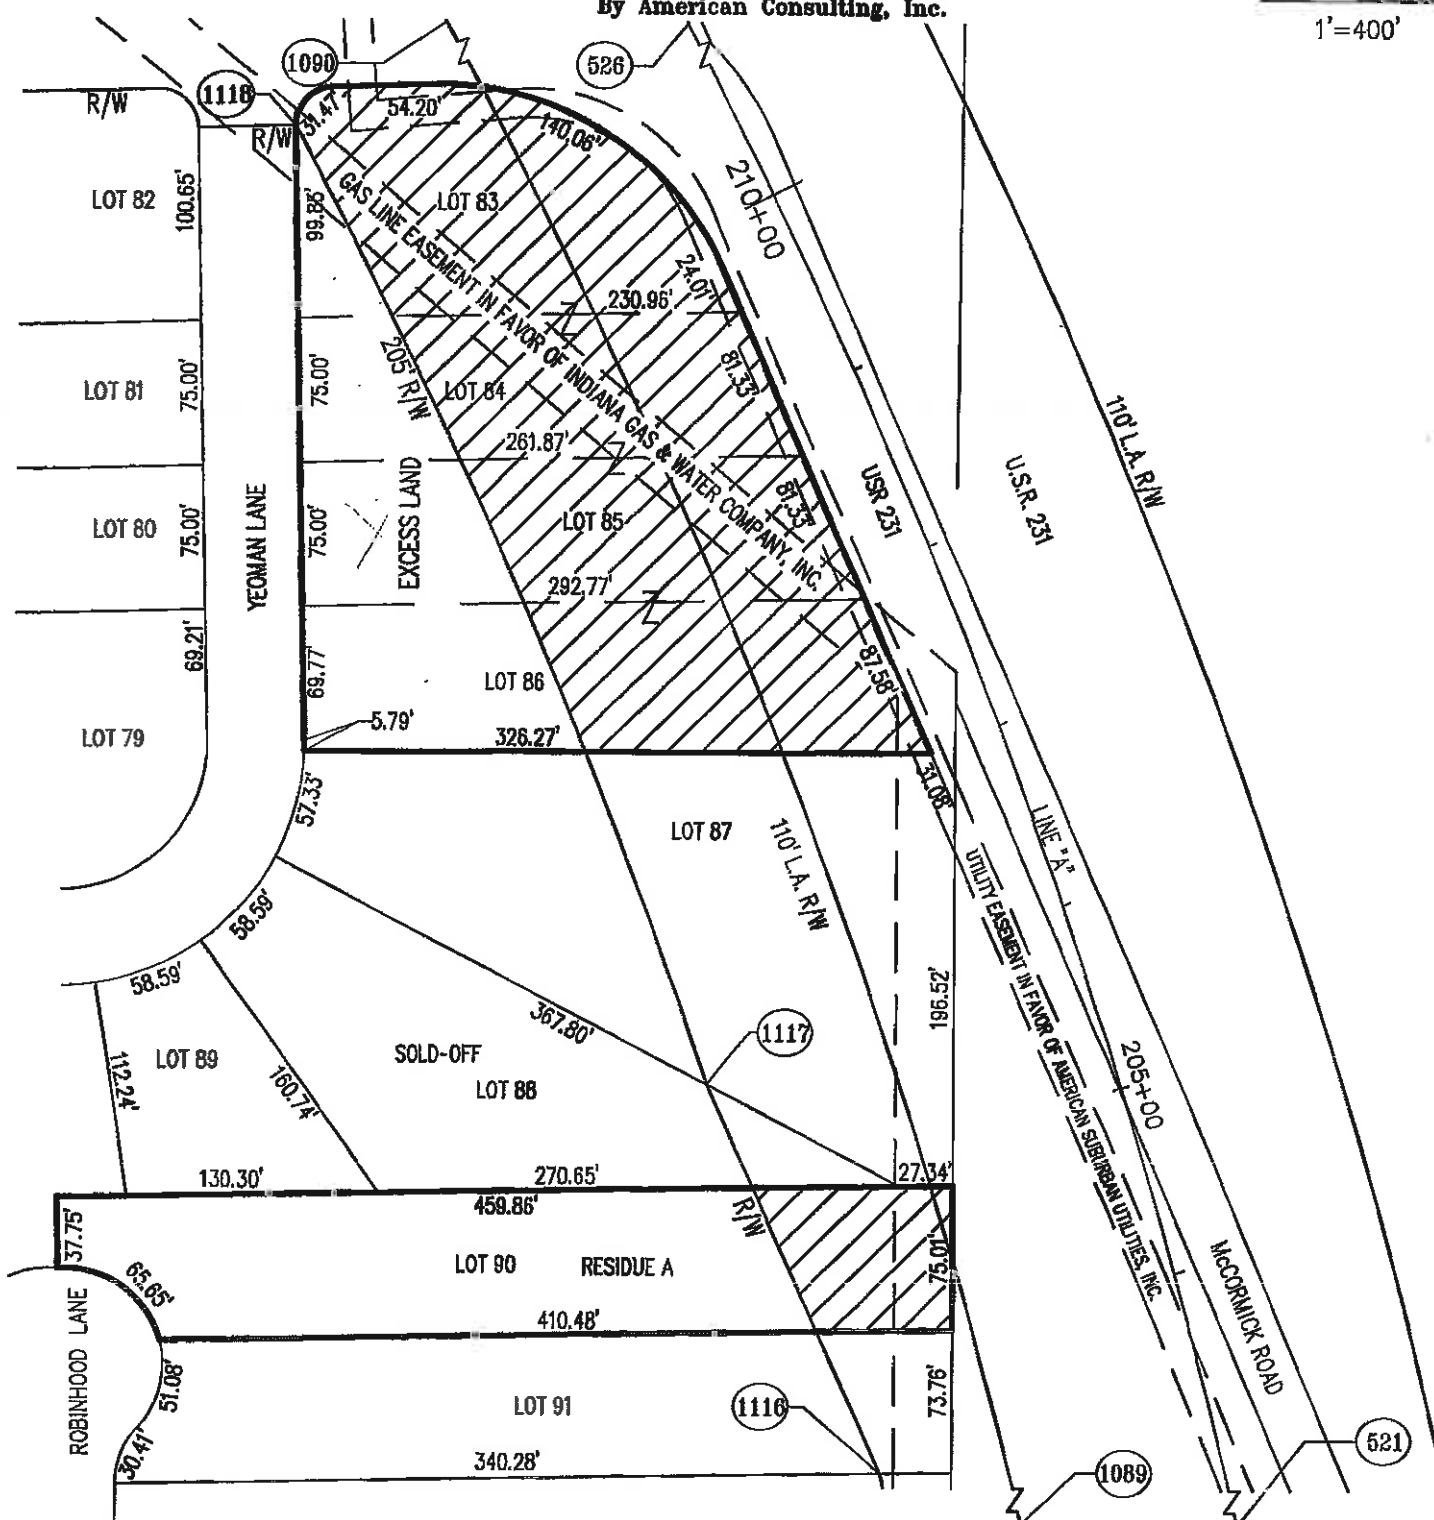 By American Consulting, Inc.
1'=400'
1090
526
1118
R/W
R/W
31.47'
54.20'
140.06'
LOT 82
100.65'
99.86'
LOT 83
210+00
GAS LINE EASEMENT IN FAVOR OF INDIANA GAS & WATER COMPANY, INC.
24.01'
230.96'
205' R/W
LOT 81
75.00'
75.00'
LOT 84
81.33'
110' L.A. R/W
261.87'
USR 231
U.S.R. 231
LOT 80
75.00'
YEOMAN LANE
75.00'
EXCESS LAND
LOT 85
81.33'
292.77'
69.21'
69.77'
LOT 86
87.58'
LOT 79
5.79'
326.27'
31.08'
57.33'
LOT 87
110' L.A. R/W
LINE "A"
UTILITY EASEMENT IN FAVOR OF AMERICAN SUBURBAN UTILITIES, INC.
58.59'
58.59'
367.80'
196.52'
1117
205+00
112.24'
LOT 89
160.74'
SOLD-OFF
LOT 88
130.30'
270.65'
27.34'
459.86'
R/W
37.75'
LOT 90
RESIDUE A
75.01'
65.65'
410.48'
McCORMICK ROAD
ROBINHOOD LANE
51.08'
LOT 91
1116
73.76'
30.41'
340.28'
1089
521